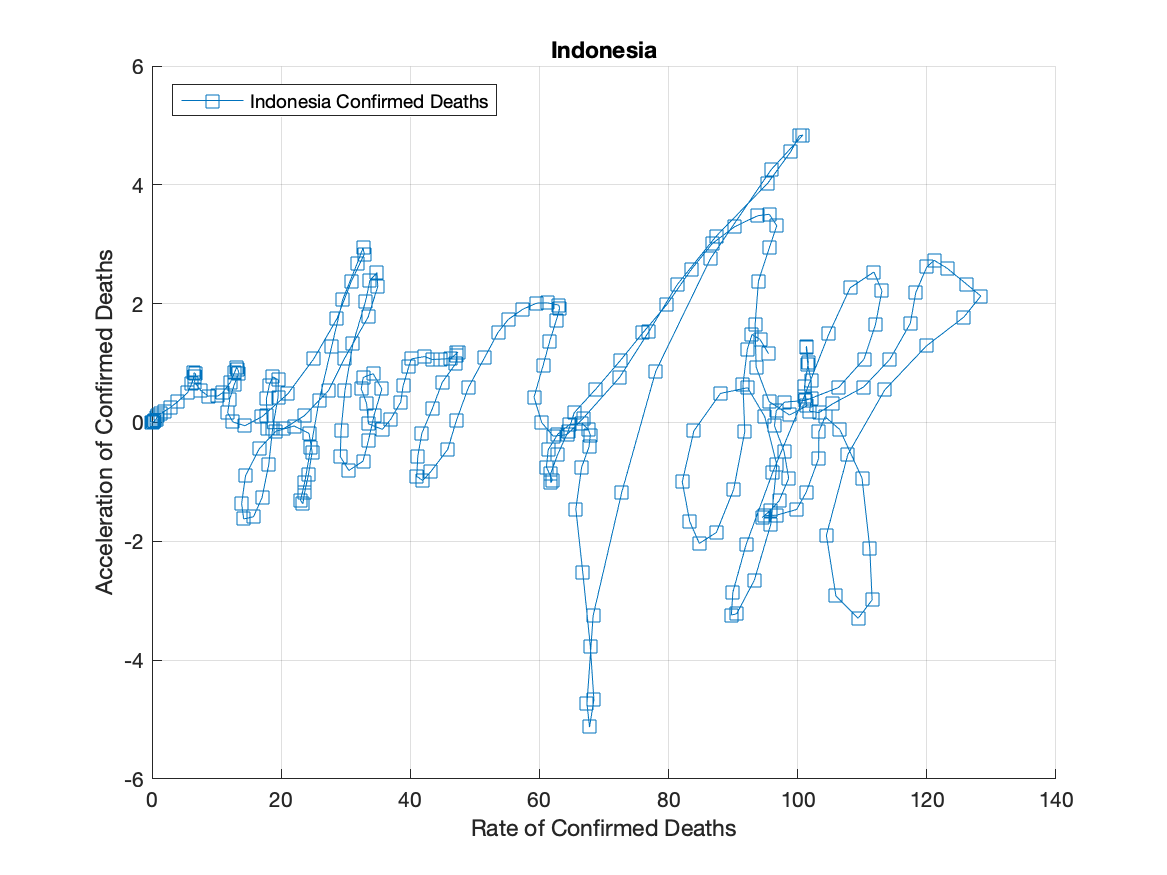 Indonesia
Indonesia Confirmed Deaths
6
4
2
0
-2
-4
-6
Acceleration of Confirmed Deaths
0 20 40 60 80 100 120 140
Rate of Confirmed Deaths